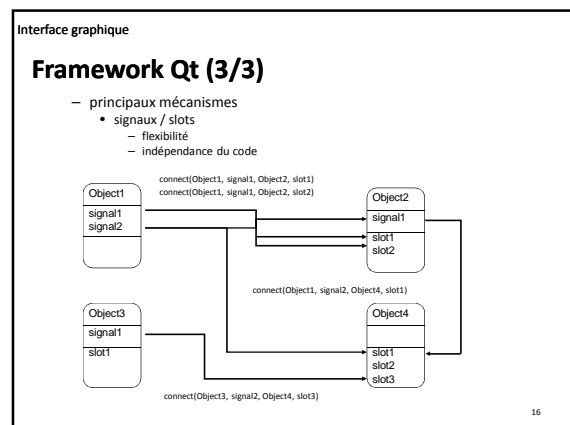 Interface graphique
Framework Qt (3/3)
– principaux mécanismes
• signaux / slots
– flexibilité
– indépendance du code
connect(Object1, signal1, Object2, slot1)
connect(Object1, signal1, Object2, slot2)
Object1
signal1
signal2
Object2
signal1
slot1
slot2
connect(Object1, signal2, Object4, slot1)
Object3
signal1
slot1
Object4
slot1
slot2
slot3
connect(Object3, signal2, Object4, slot3)
16